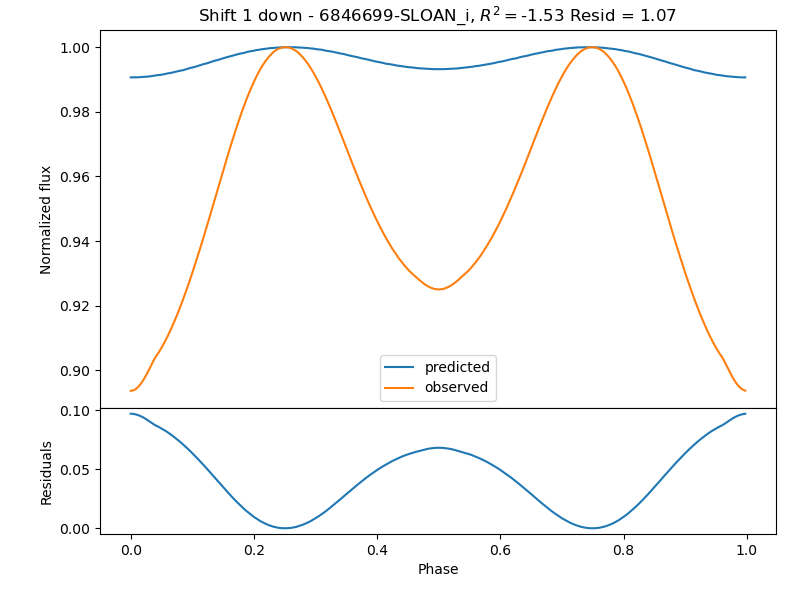 Shift 1 down - 6846699-SLOAN_i, R² = -1.53 Resid = 1.07
1.00
0.98
0.96
0.94
0.92
0.90
Normalized flux
predicted
observed
0.10
0.05
0.00
Residuals
0.0 0.2 0.4 0.6 0.8 1.0
Phase